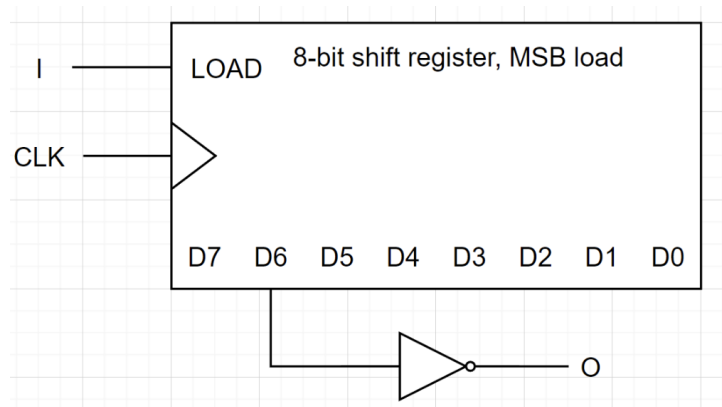 I
LOAD
8-bit shift register, MSB load
CLK
D7 D6 D5 D4 D3 D2 D1 D0
O